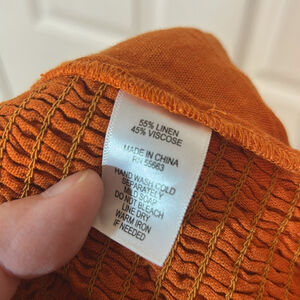 55% LINEN
45% VISCOSE
MADE IN CHINA
RN 55663
HAND WASH COLD
SEPARATELY
MILD SOAP
DO NOT BLEACH
LINE DRY
WARM IRON
IF NEEDED